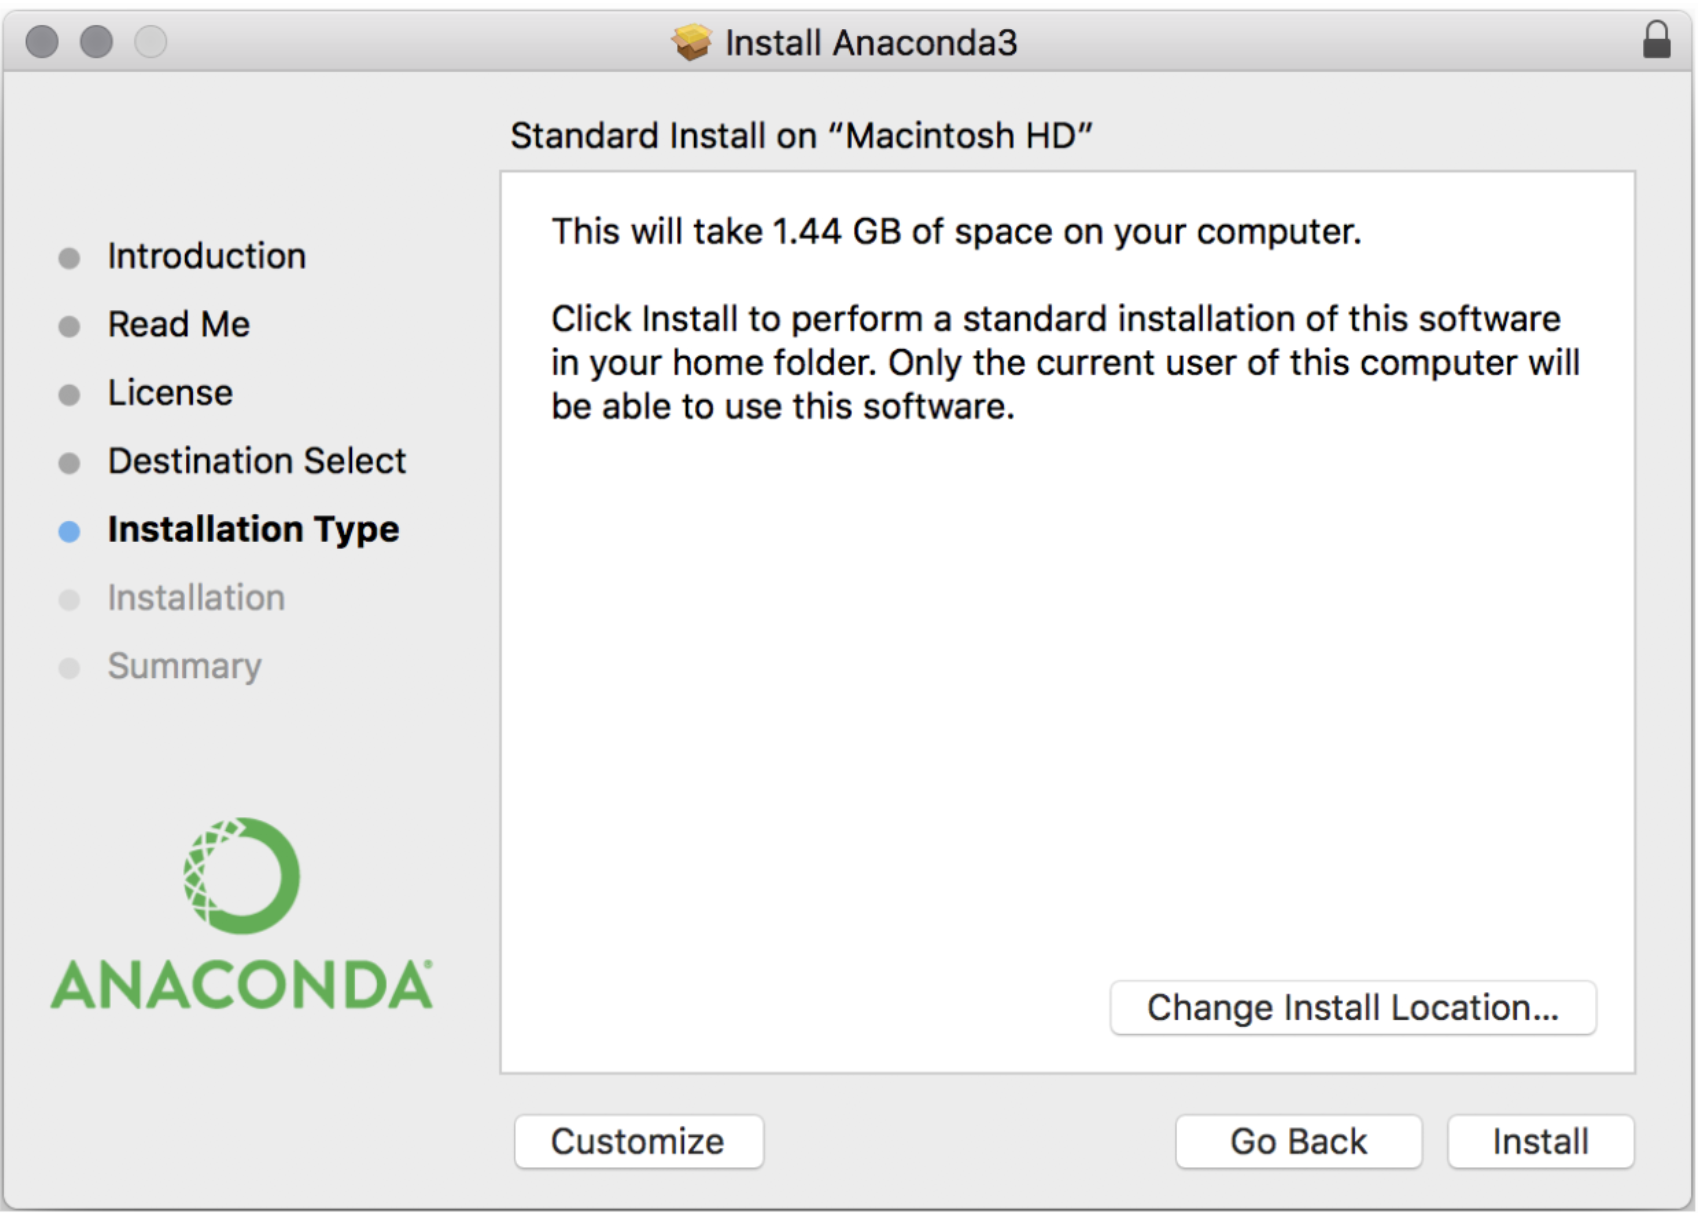 Install Anaconda3
Standard Install on “Macintosh HD”
Introduction
Read Me
License
Destination Select
Installation Type
Installation
Summary
ANACONDA®
This will take 1.44 GB of space on your computer.
Click Install to perform a standard installation of this software
in your home folder. Only the current user of this computer will
be able to use this software.
Change Install Location...
Customize
Go Back
Install